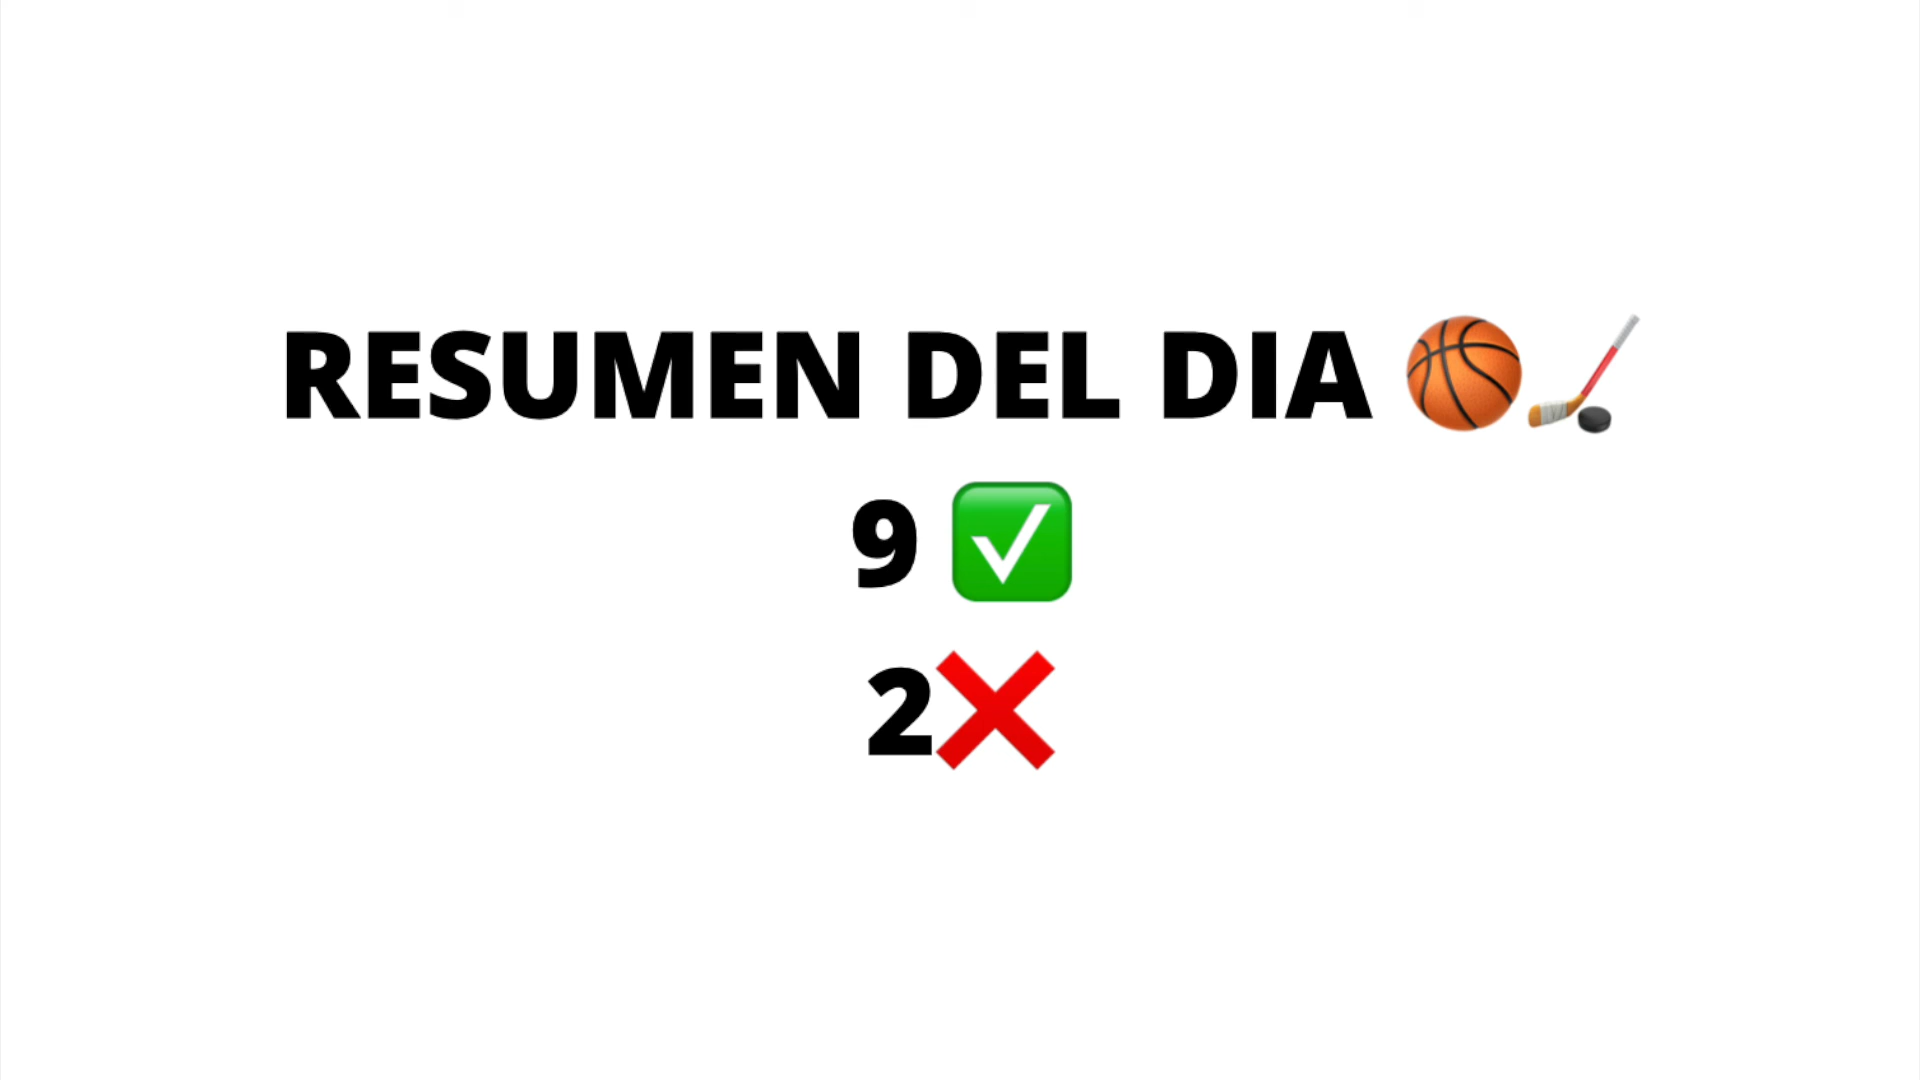 RESUMEN DEL DIA 🏀🏒
9 ✅
2❌